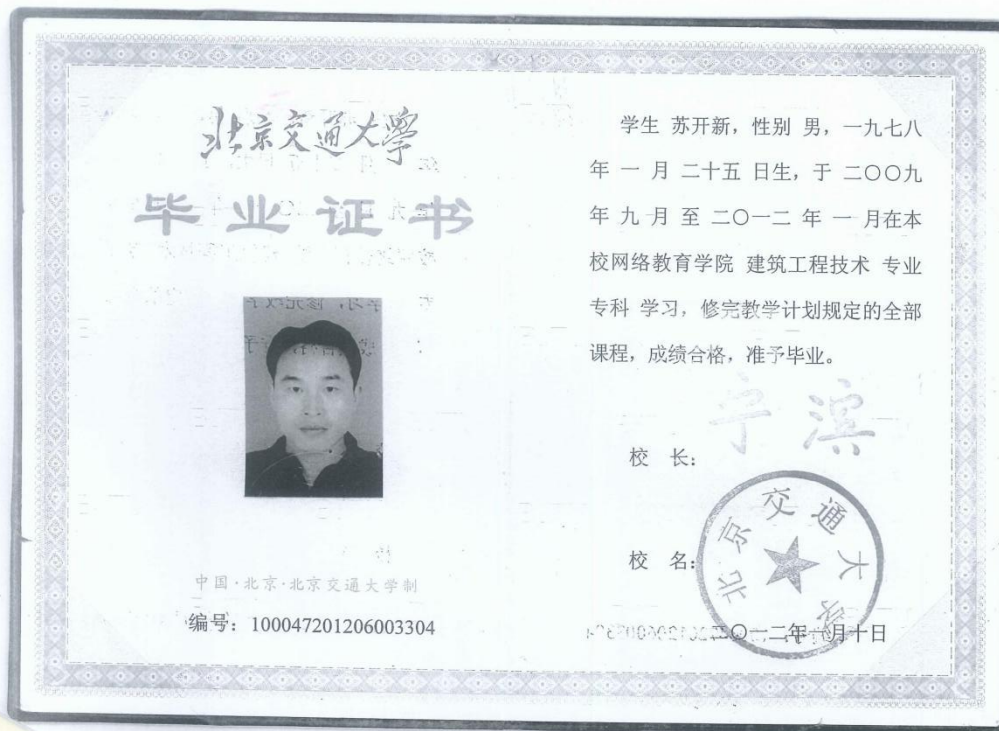 北京交通大學
毕业证书
中国·北京·北京交通大学制
编号：100047201206003304
学生 苏开新，性别 男，一九七八
年 一 月 二十五 日生，于 二〇〇九
年 九 月 至 二〇一二 年 一 月在本
校网络教育学院 建筑工程技术 专业
专科 学习，修完教学计划规定的全部
课程，成绩合格，准予毕业。
宁滨
校 长：
北京交通大学
校 名：
二〇一二年 月十日